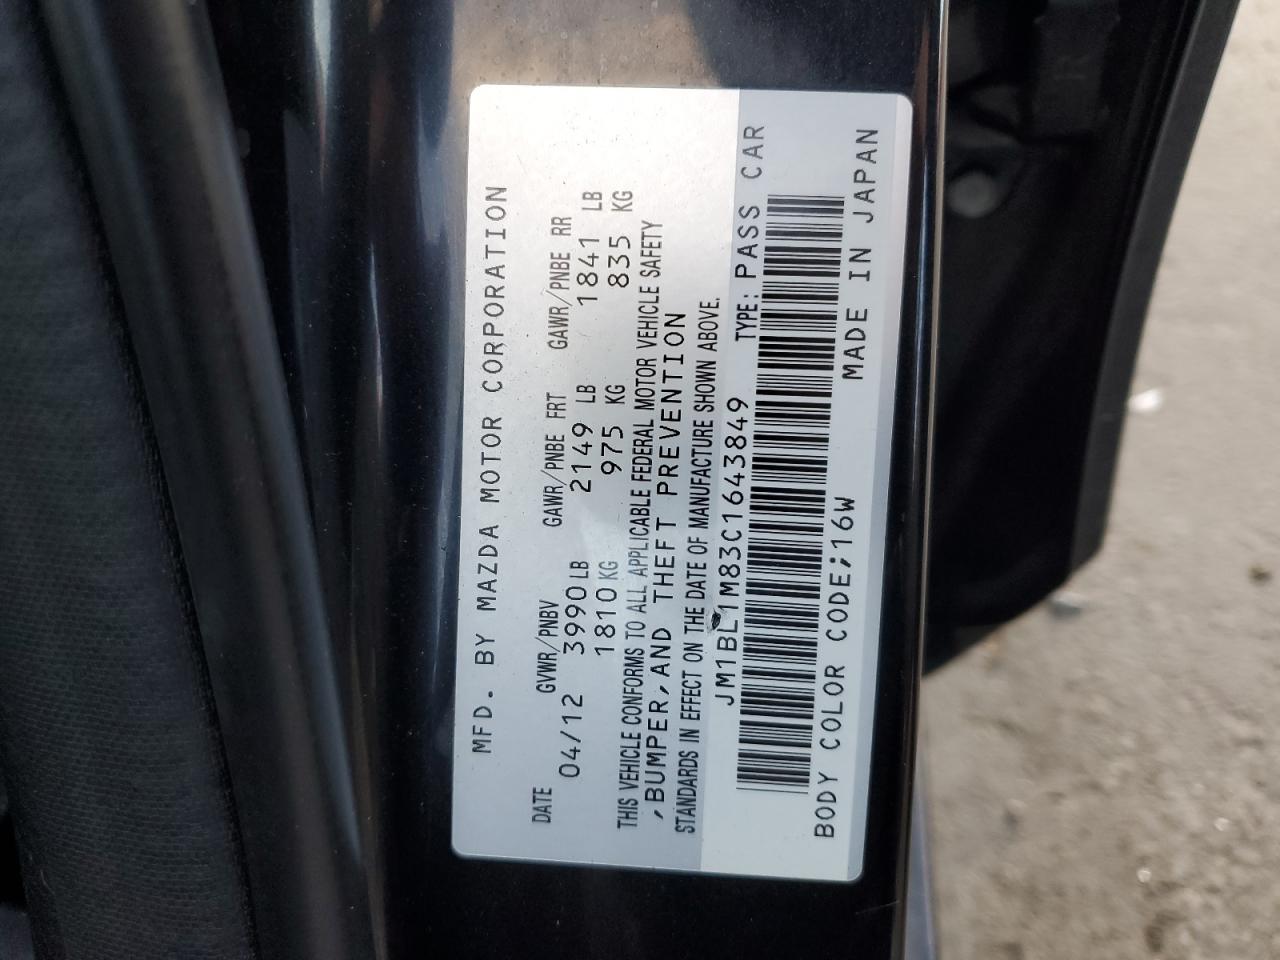 MFD. BY MAZDA MOTOR CORPORATION
DATE GVWR/PNBV GAWR/PNBE FRT GAWR/PNBE RR
04/12 3990 LB 2149 LB 1841 LB
1810 KG 975 KG 835 KG
THIS VEHICLE CONFORMS TO ALL APPLICABLE FEDERAL MOTOR VEHICLE SAFETY
,BUMPER,AND THEFT PREVENTION
STANDARDS IN EFFECT ON THE DATE OF MANUFACTURE SHOWN ABOVE.
JM1BL1M83C1643849 TYPE: PASS CAR
BODY COLOR CODE;16W MADE IN JAPAN